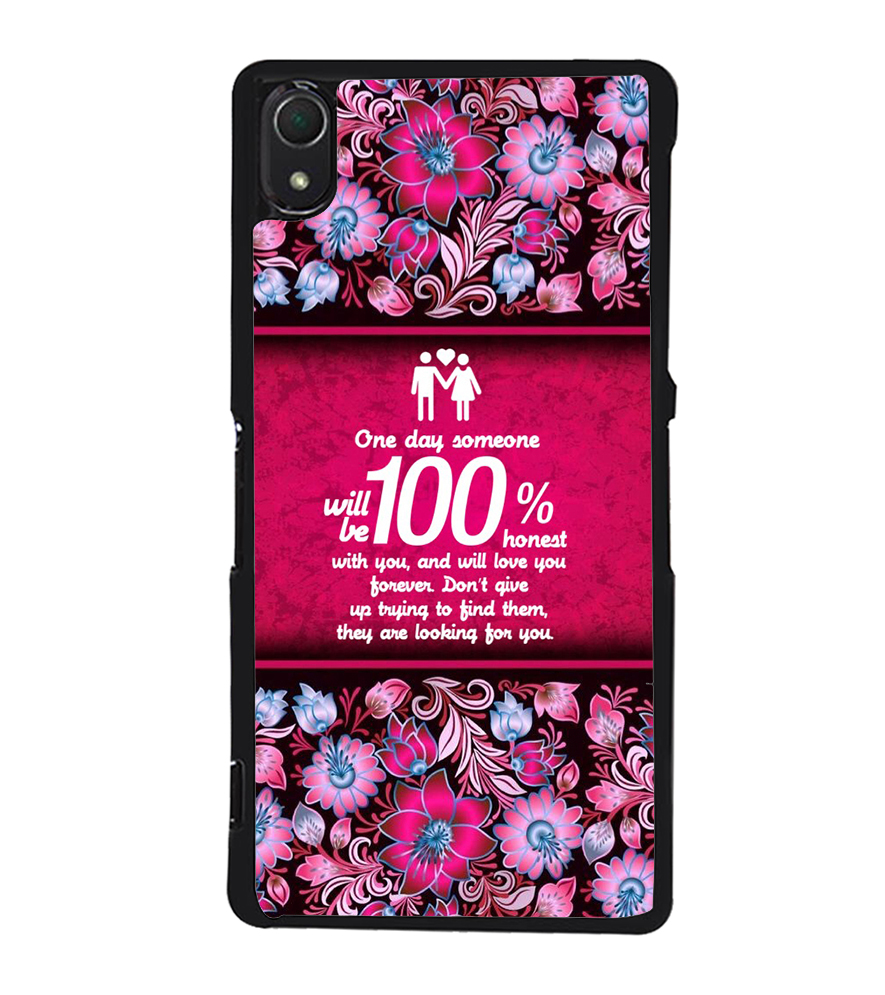 One day someone
will be 100 %
honest
with you, and will love you
forever. Don't give
up trying to find them,
they are looking for you.